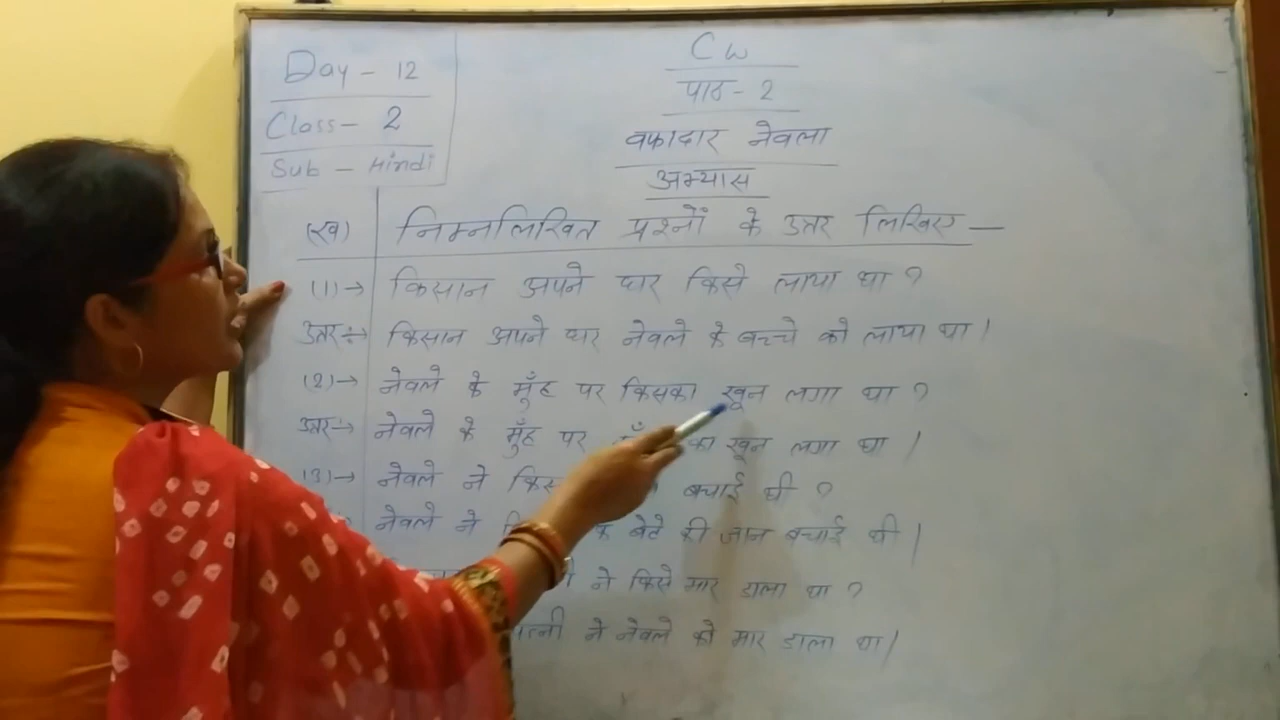 Day - 12
Class - 2
Sub - Hindi
CW
पाठ - 2
वफादार नेवला
अभ्यास
(ख) निम्नलिखित प्रश्नों के उत्तर लिखिए —
(1)→ किसान अपने घर किसे लाया था ?
उत्तर÷→ किसान अपने घर नेवले के बच्चे को लाया था।
(2)→ नेवले के मुँह पर किसका खून लगा था ?
उत्तर→ नेवले के मुँह पर का खून लगा था |
(3)→ नेवले ने बचाई थी ?
नेवले ने के बेटे की जान बचाई थी |
ने किसे मार डाला था ?
पत्नी ने नेवले को मार डाला था |